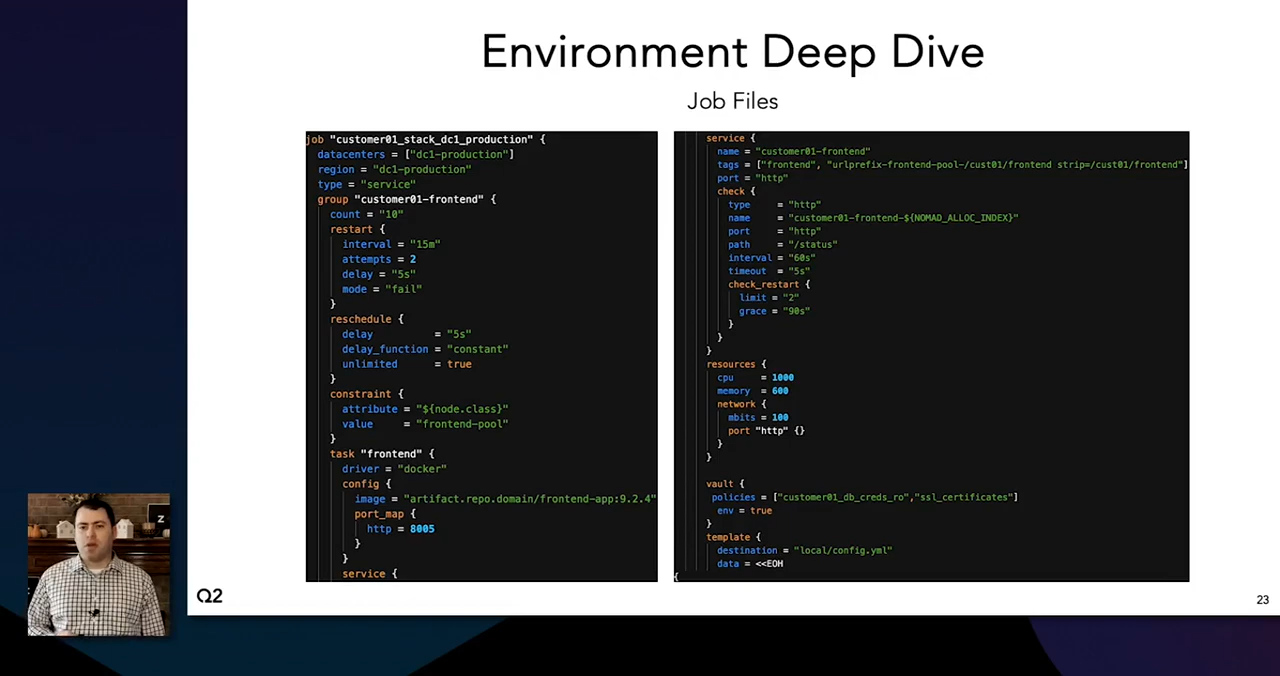 Environment Deep Dive
Job Files
job "customer01_stack_dc1_production" {
datacenters = ["dc1-production"]
region = "dc1-production"
type = "service"
group "customer01-frontend" {
count = "10"
restart {
interval = "15m"
attempts = 2
delay = "5s"
mode = "fail"
}
reschedule {
delay = "5s"
delay_function = "constant"
unlimited = true
}
constraint {
attribute = "${node.class}"
value = "frontend-pool"
}
task "frontend" {
driver = "docker"
config {
image = "artifact.repo.domain/frontend-app:9.2.4"
port_map {
http = 8005
}
}
service {
service {
name = "customer01-frontend"
tags = ["frontend", "urlprefix-frontend-pool-/cust01/frontend strip=/cust01/frontend"]
port = "http"
check {
type = "http"
name = "customer01-frontend-${NOMAD_ALLOC_INDEX}"
port = "http"
path = "/status"
interval = "60s"
timeout = "5s"
check_restart {
limit = "2"
grace = "90s"
}
}
}
resources {
cpu = 1000
memory = 600
network {
mbits = 100
port "http" {}
}
}
vault {
policies = ["customer01_db_creds_ro","ssl_certificates"]
env = true
}
template {
destination = "local/config.yml"
data = <<EOH
{
Z
Q2
23